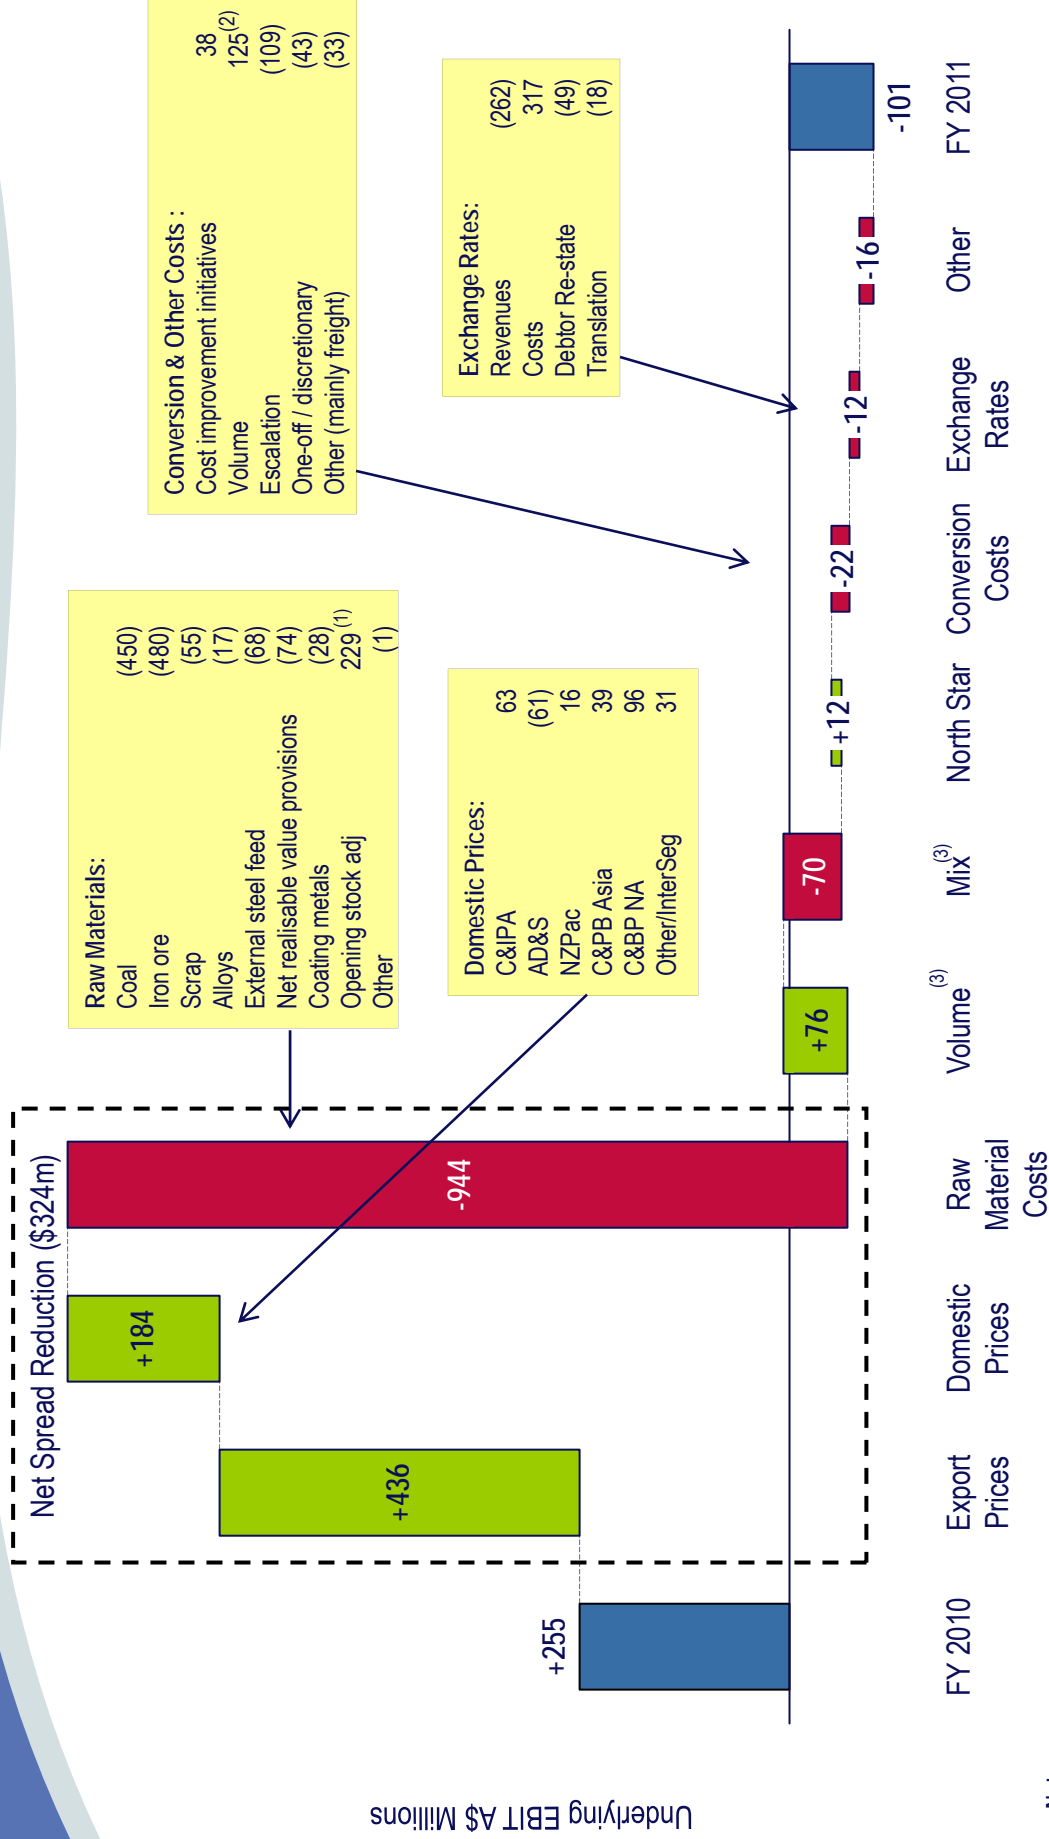 Underlying EBIT A$ Millions
Net Spread Reduction ($324m)
+255
+436
+184
-944
+76
-70
+12
-22
-12
-16
-101
FY 2010
Export Prices
Domestic Prices
Raw Material Costs
Volume (3)
Mix (3)
North Star
Conversion Costs
Exchange Rates
Other
FY 2011
Raw Materials:
Coal (450)
Iron ore (480)
Scrap (55)
Alloys (17)
External steel feed (68)
Net realisable value provisions (74)
Coating metals (28)
Opening stock adj 229 (1)
Other (1)
Domestic Prices:
C&IPA 63
AD&S (61)
NZPac 16
C&PB Asia 39
C&BP NA 96
Other/InterSeg 31
Conversion & Other Costs :
Cost improvement initiatives 38
Volume 125 (2)
Escalation (109)
One-off / discretionary (43)
Other (mainly freight) (33)
Exchange Rates:
Revenues (262)
Costs 317
Debtor Re-state (49)
Translation (18)